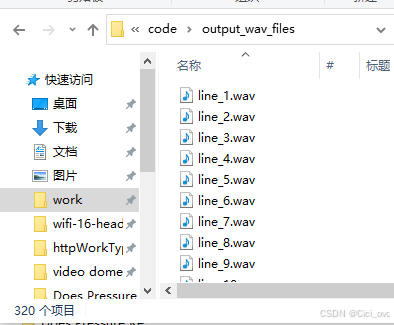 code › output_wav_files
名称
#
标题
快速访问
桌面
下载
文档
图片
work
wifi-16-head
httpWorkTyp
video dome
Does Pressure
line_1.wav
line_2.wav
line_3.wav
line_4.wav
line_5.wav
line_6.wav
line_7.wav
line_8.wav
line_9.wav
320 个项目
CSDN @Cici_ovo